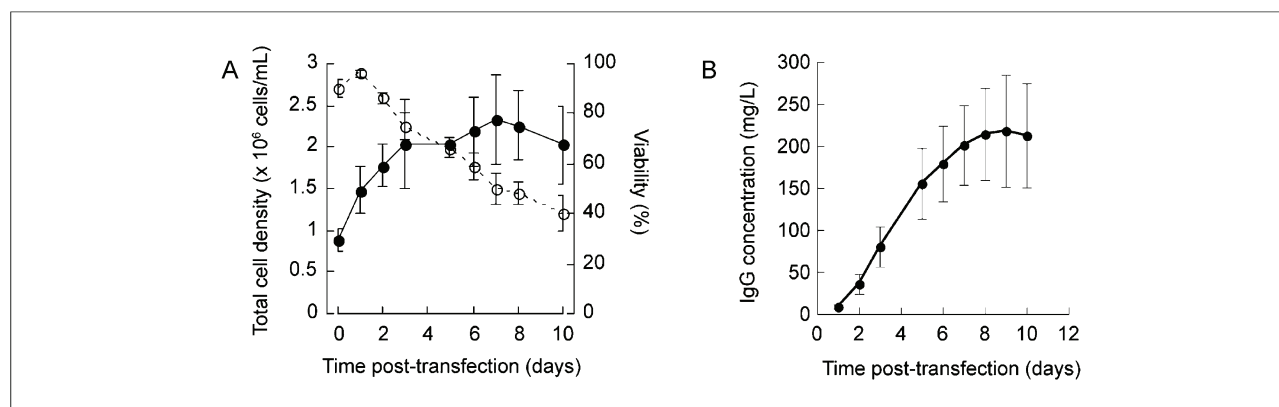 A
Total cell density (x 10⁶ cells/mL)
3
2.5
2
1.5
1
0.5
0
100
80
60
40
20
0
Viability (%)
0 2 4 6 8 10
Time post-transfection (days)
B
IgG concentration (mg/L)
300
250
200
150
100
50
0
0 2 4 6 8 10 12
Time post-transfection (days)